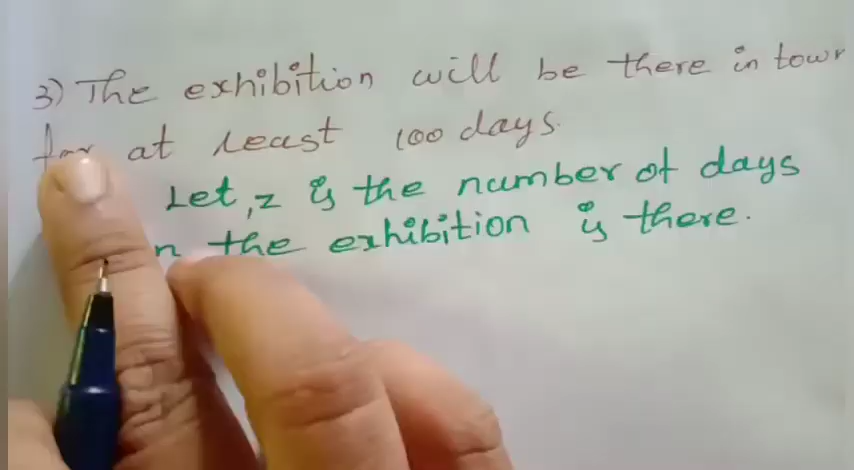 3) The exhibition will be there in town
for at least 100 days.
Let, z is the number of days
the exhibition is there.